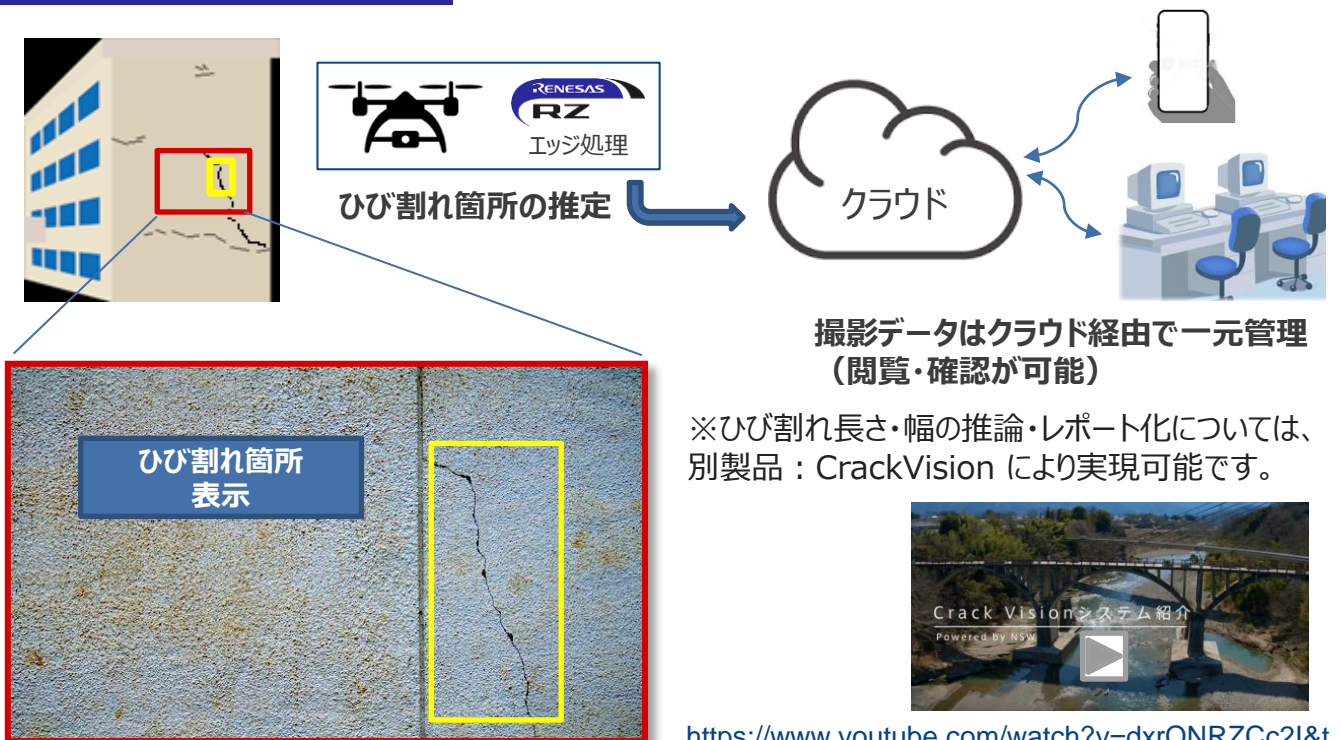 RENESAS
RZ
エッジ処理
ひび割れ箇所の推定
クラウド
撮影データはクラウド経由で一元管理
（閲覧・確認が可能）
※ひび割れ長さ・幅の推論・レポート化については、
別製品：CrackVision により実現可能です。
ひび割れ箇所
表示
Crack Visionシステム紹介
Powered by NSW